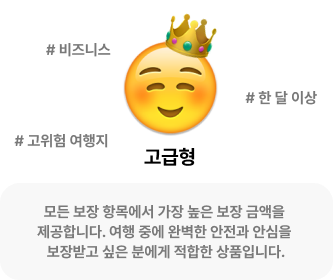 # 비즈니스
# 한 달 이상
# 고위험 여행지
고급형
모든 보장 항목에서 가장 높은 보장 금액을
제공합니다. 여행 중에 완벽한 안전과 안심을
보장받고 싶은 분에게 적합한 상품입니다.